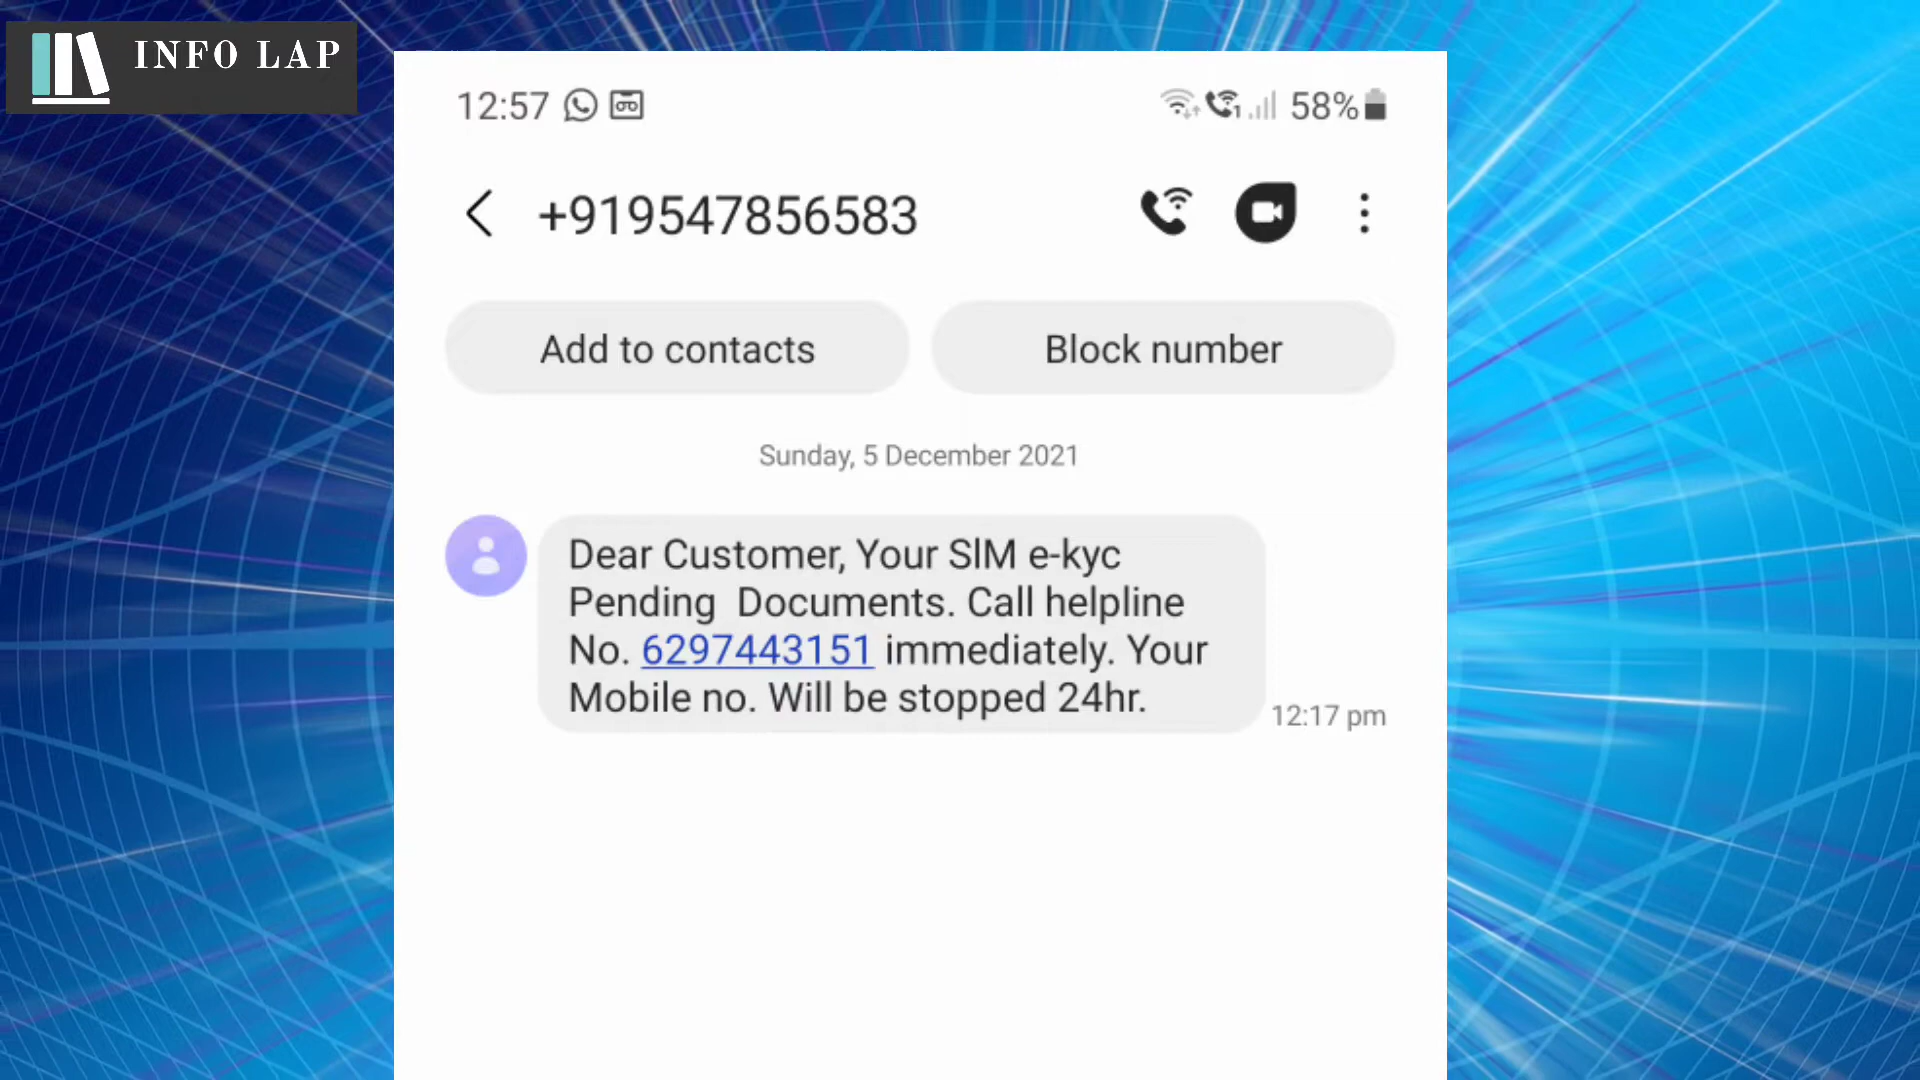 INFO LAP
12:57 58%
+919547856583
Add to contacts Block number
Sunday, 5 December 2021
Dear Customer, Your SlM e-kyc
Pending  Documents. Call helpline
No. 6297443151 immediately. Your
Mobile no. Will be stopped 24hr.
12:17 pm